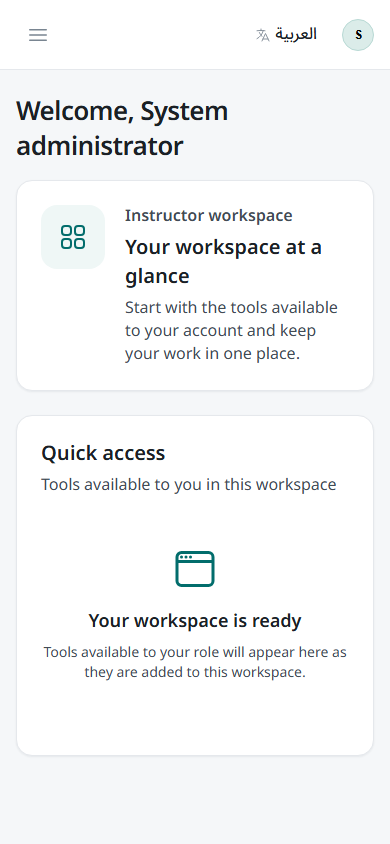 العربية
S
Welcome, System
administrator
Instructor workspace
Your workspace at a
glance
Start with the tools available
to your account and keep
your work in one place.
Quick access
Tools available to you in this workspace
Your workspace is ready
Tools available to your role will appear here as
they are added to this workspace.